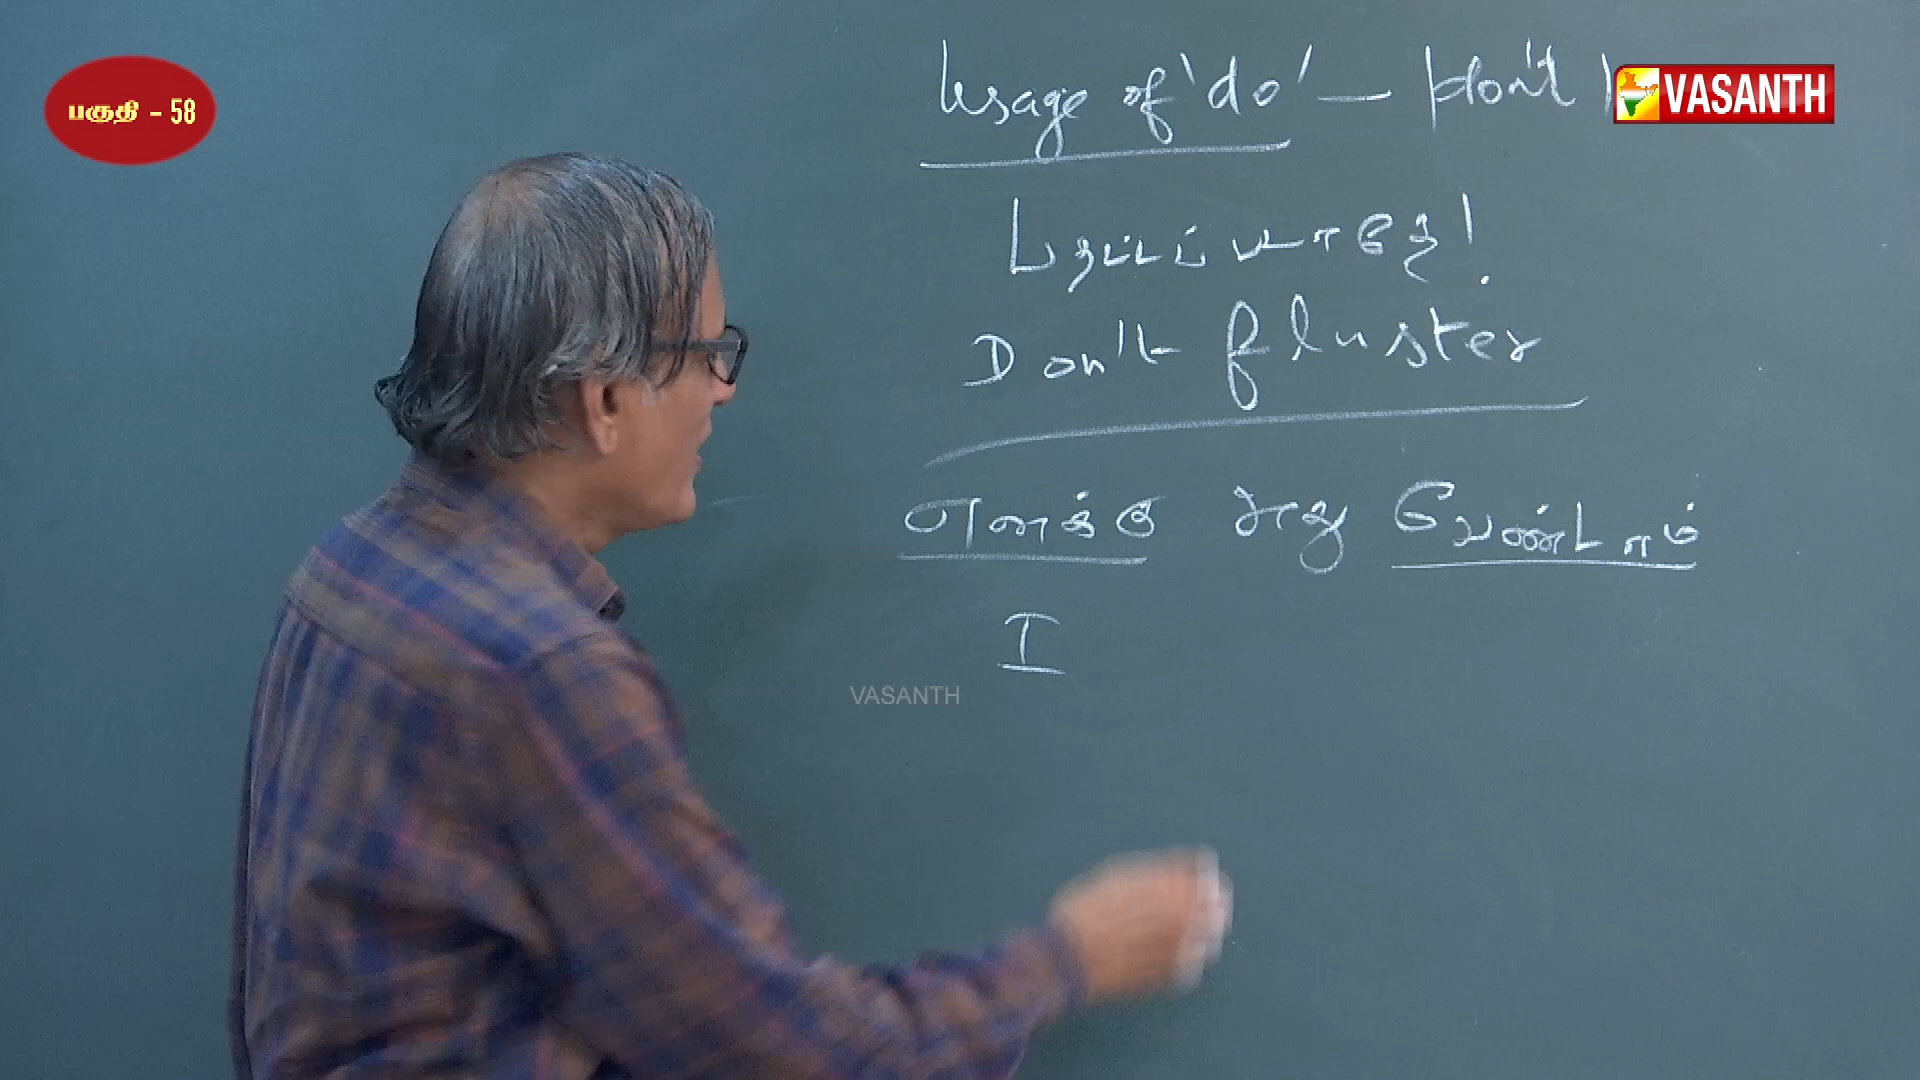 பகுதி - 58
VASANTH
Usage of 'do' — |don't|
பதட்டப்படாதே!
Don't fluster
எனக்கு அது வேண்டாம்
I
VASANTH